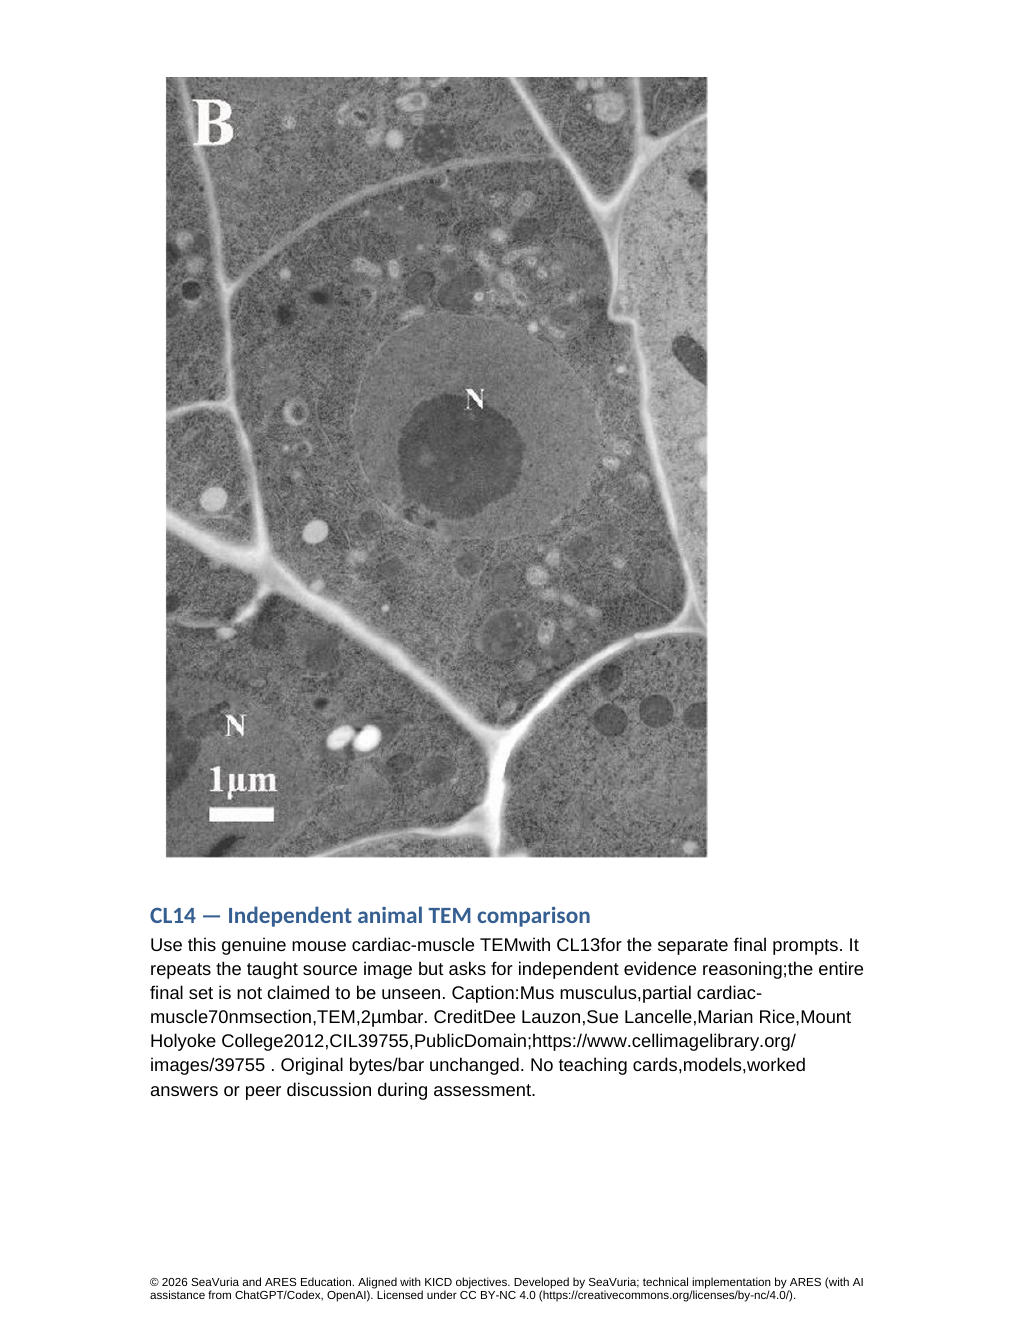 B
N
N
1µm
CL14 — Independent animal TEM comparison
Use this genuine mouse cardiac-muscle TEMwith CL13for the separate final prompts. It
repeats the taught source image but asks for independent evidence reasoning;the entire
final set is not claimed to be unseen. Caption:Mus musculus,partial cardiac-
muscle70nmsection,TEM,2µmbar. CreditDee Lauzon,Sue Lancelle,Marian Rice,Mount
Holyoke College2012,CIL39755,PublicDomain;https://www.cellimagelibrary.org/
images/39755 . Original bytes/bar unchanged. No teaching cards,models,worked
answers or peer discussion during assessment.
© 2026 SeaVuria and ARES Education. Aligned with KICD objectives. Developed by SeaVuria; technical implementation by ARES (with AI
assistance from ChatGPT/Codex, OpenAI). Licensed under CC BY-NC 4.0 (https://creativecommons.org/licenses/by-nc/4.0/).